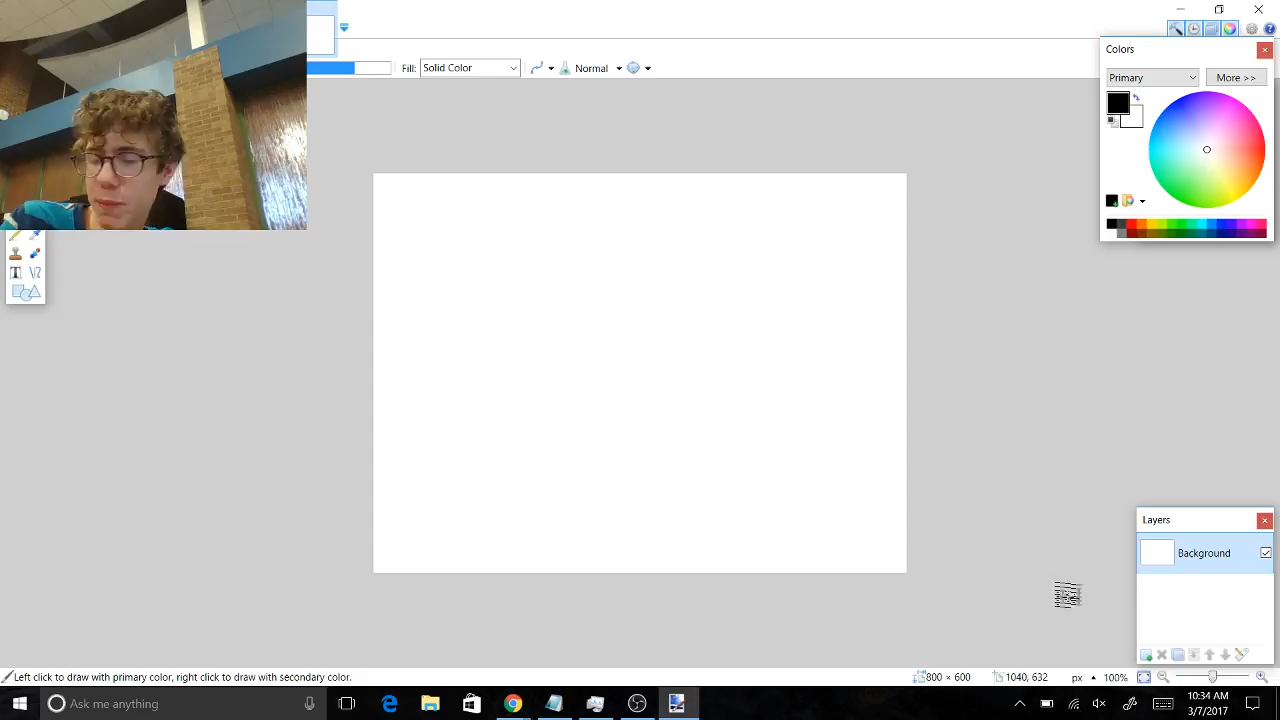 Fill: Solid Color Normal
Colors
Primary More >>
Layers
Background
Left click to draw with primary color, right click to draw with secondary color.
800 × 600
1040, 632
px
100%
Ask me anything
10:34 AM
3/7/2017